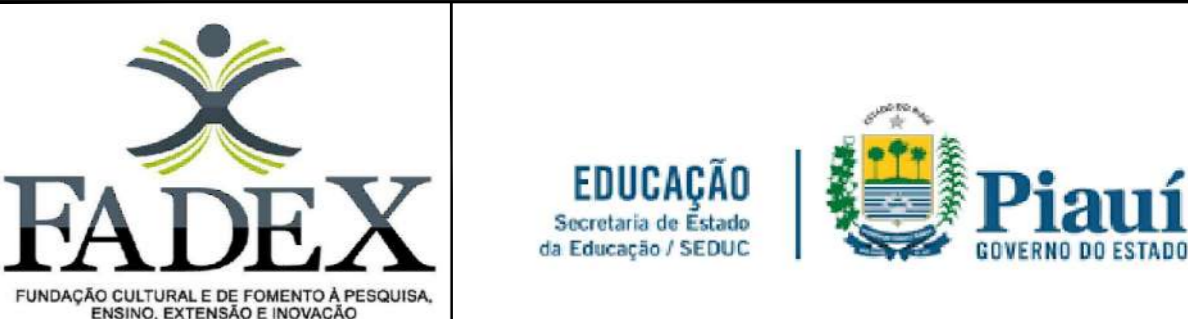 FADEX
FUNDAÇÃO CULTURAL E DE FOMENTO À PESQUISA,
ENSINO, EXTENSÃO E INOVAÇÃO
EDUCAÇÃO
Secretaria de Estado
da Educação / SEDUC
ESTADO DO PIAUÍ
Piauí
GOVERNO DO ESTADO